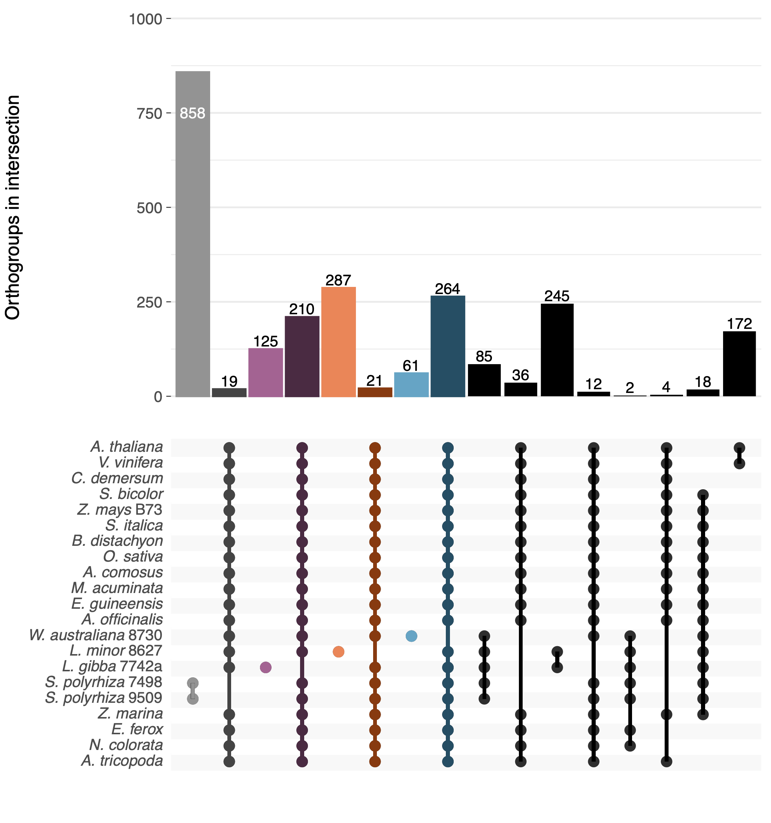 1000
750
500
250
0
Orthogroups in intersection
858
19
125
210
287
21
61
264
85
36
245
12
2
4
18
172
A. thaliana
V. vinifera
C. demersum
S. bicolor
Z. mays B73
S. italica
B. distachyon
O. sativa
A. comosus
M. acuminata
E. guineensis
A. officinalis
W. australiana 8730
L. minor 8627
L. gibba 7742a
S. polyrhiza 7498
S. polyrhiza 9509
Z. marina
E. ferox
N. colorata
A. tricopoda